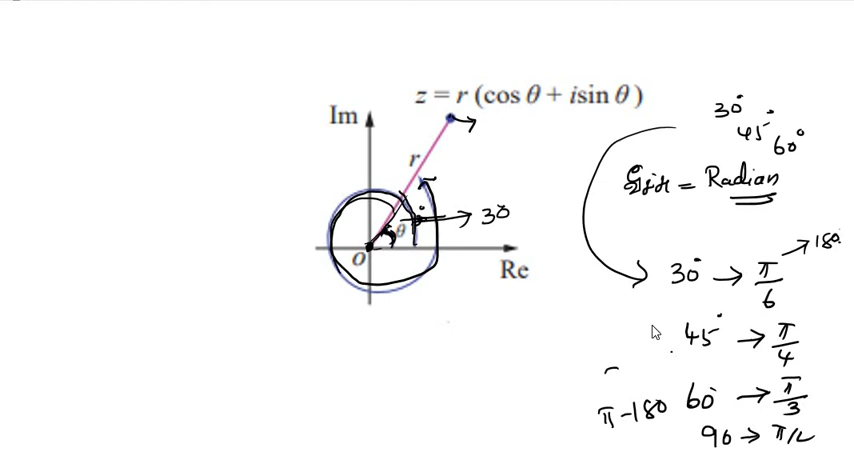 z = r (cos θ + i sin θ)
Im
r
θ
30
O
Re
30°
45°
60°
= Radian
30° → π/6 → 180°
45° → π/4
π - 180 60° → π/3
90 → π/2